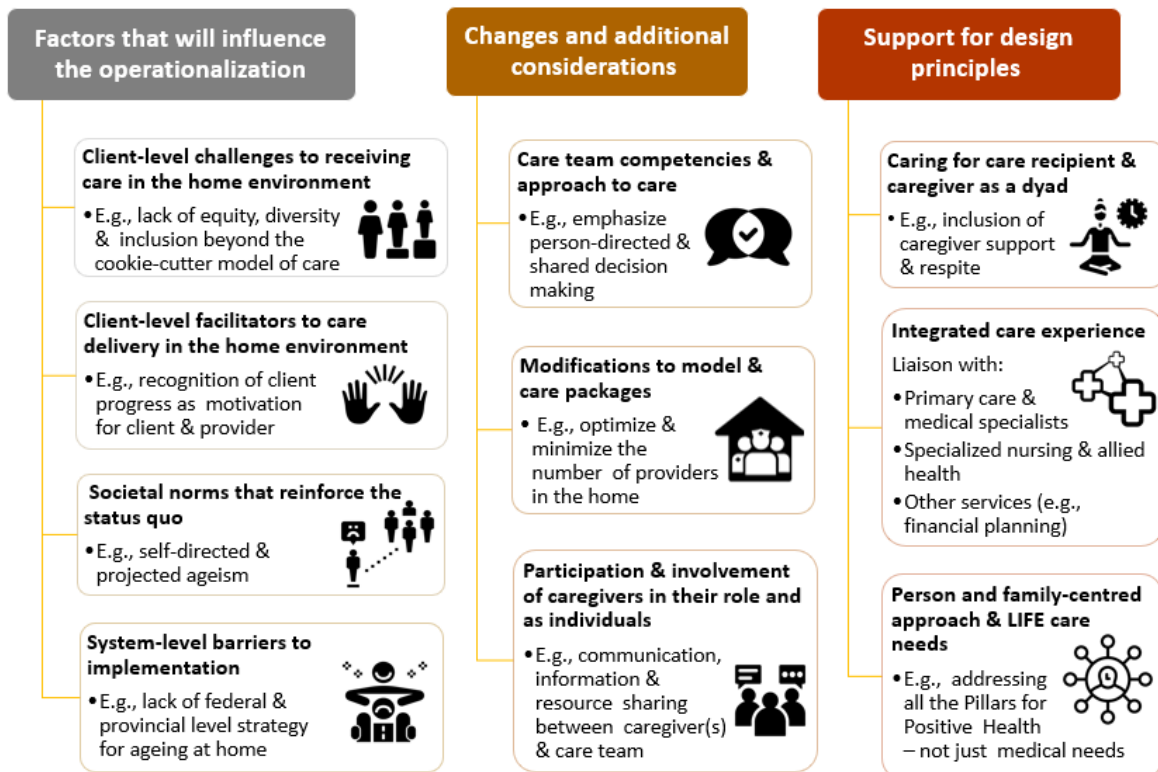 Factors that will influence
the operationalization
Client-level challenges to receiving
care in the home environment
•E.g., lack of equity, diversity
& inclusion beyond the
cookie-cutter model of care
Client-level facilitators to care
delivery in the home environment
•E.g., recognition of client
progress as motivation
for client & provider
Societal norms that reinforce the
status quo
•E.g., self-directed &
projected ageism
System-level barriers to
implementation
•E.g., lack of federal &
provincial level strategy
for ageing at home
Changes and additional
considerations
Care team competencies &
approach to care
•E.g., emphasize
person-directed &
shared decision
making
Modifications to model &
care packages
• E.g., optimize &
minimize the
number of providers
in the home
Participation & involvement
of caregivers in their role and
as individuals
•E.g., communication,
information &
resource sharing
between caregiver(s)
& care team
Support for design
principles
Caring for care recipient &
caregiver as a dyad
• E.g., inclusion of
caregiver support
& respite
Integrated care experience
Liaison with:
•Primary care &
medical specialists
•Specialized nursing & allied
health
•Other services (e.g.,
financial planning)
Person and family-centred
approach & LIFE care
needs
•E.g., addressing
all the Pillars for
Positive Health
– not just medical needs